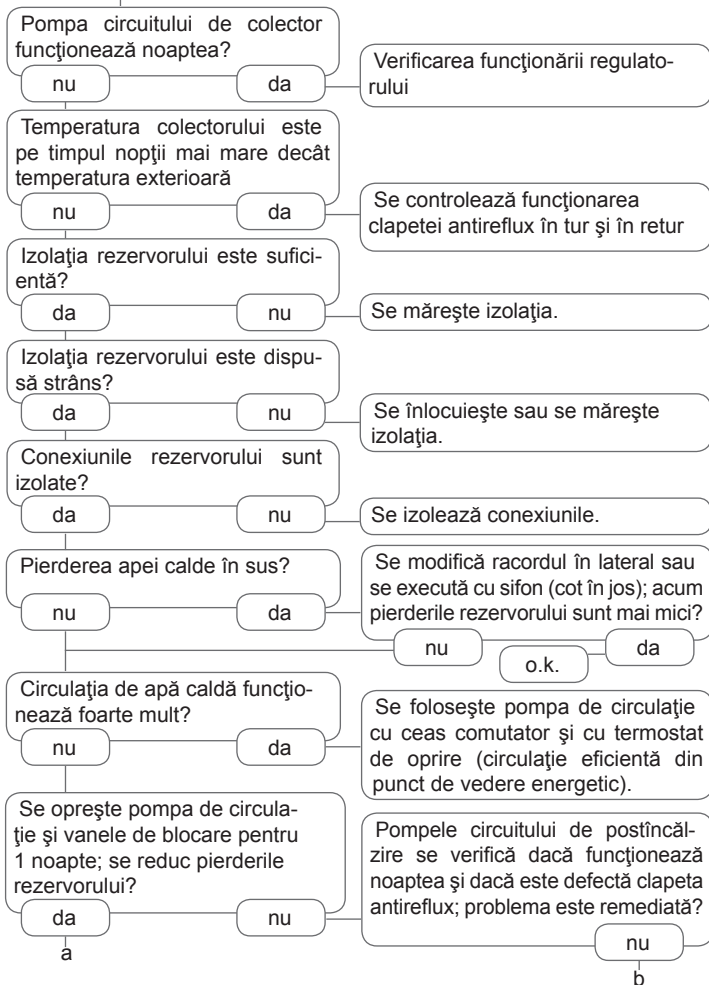 Pompa circuitului de colector
funcţionează noaptea?
nu
da
Verificarea funcţionării regulato-
rului
Temperatura colectorului este
pe timpul nopţii mai mare decât
temperatura exterioară
nu
da
Se controlează funcţionarea
clapetei antireflux în tur şi în retur
Izolaţia rezervorului este sufici-
entă?
da
nu
Se măreşte izolaţia.
Izolaţia rezervorului este dispu-
să strâns?
da
nu
Se înlocuieşte sau se măreşte
izolaţia.
Conexiunile rezervorului sunt
izolate?
da
nu
Se izolează conexiunile.
Pierderea apei calde în sus?
nu
da
Se modifică racordul în lateral sau
se execută cu sifon (cot în jos); acum
pierderile rezervorului sunt mai mici?
nu
o.k.
da
Circulaţia de apă caldă funcţio-
nează foarte mult?
nu
da
Se foloseşte pompa de circulaţie
cu ceas comutator şi cu termostat
de oprire (circulaţie eficientă din
punct de vedere energetic).
Se opreşte pompa de circula-
ţie şi vanele de blocare pentru
1 noapte; se reduc pierderile
rezervorului?
da
nu
a
Pompele circuitului de postîncăl-
zire se verifică dacă funcţionează
noaptea şi dacă este defectă clapeta
antireflux; problema este remediată?
nu
b